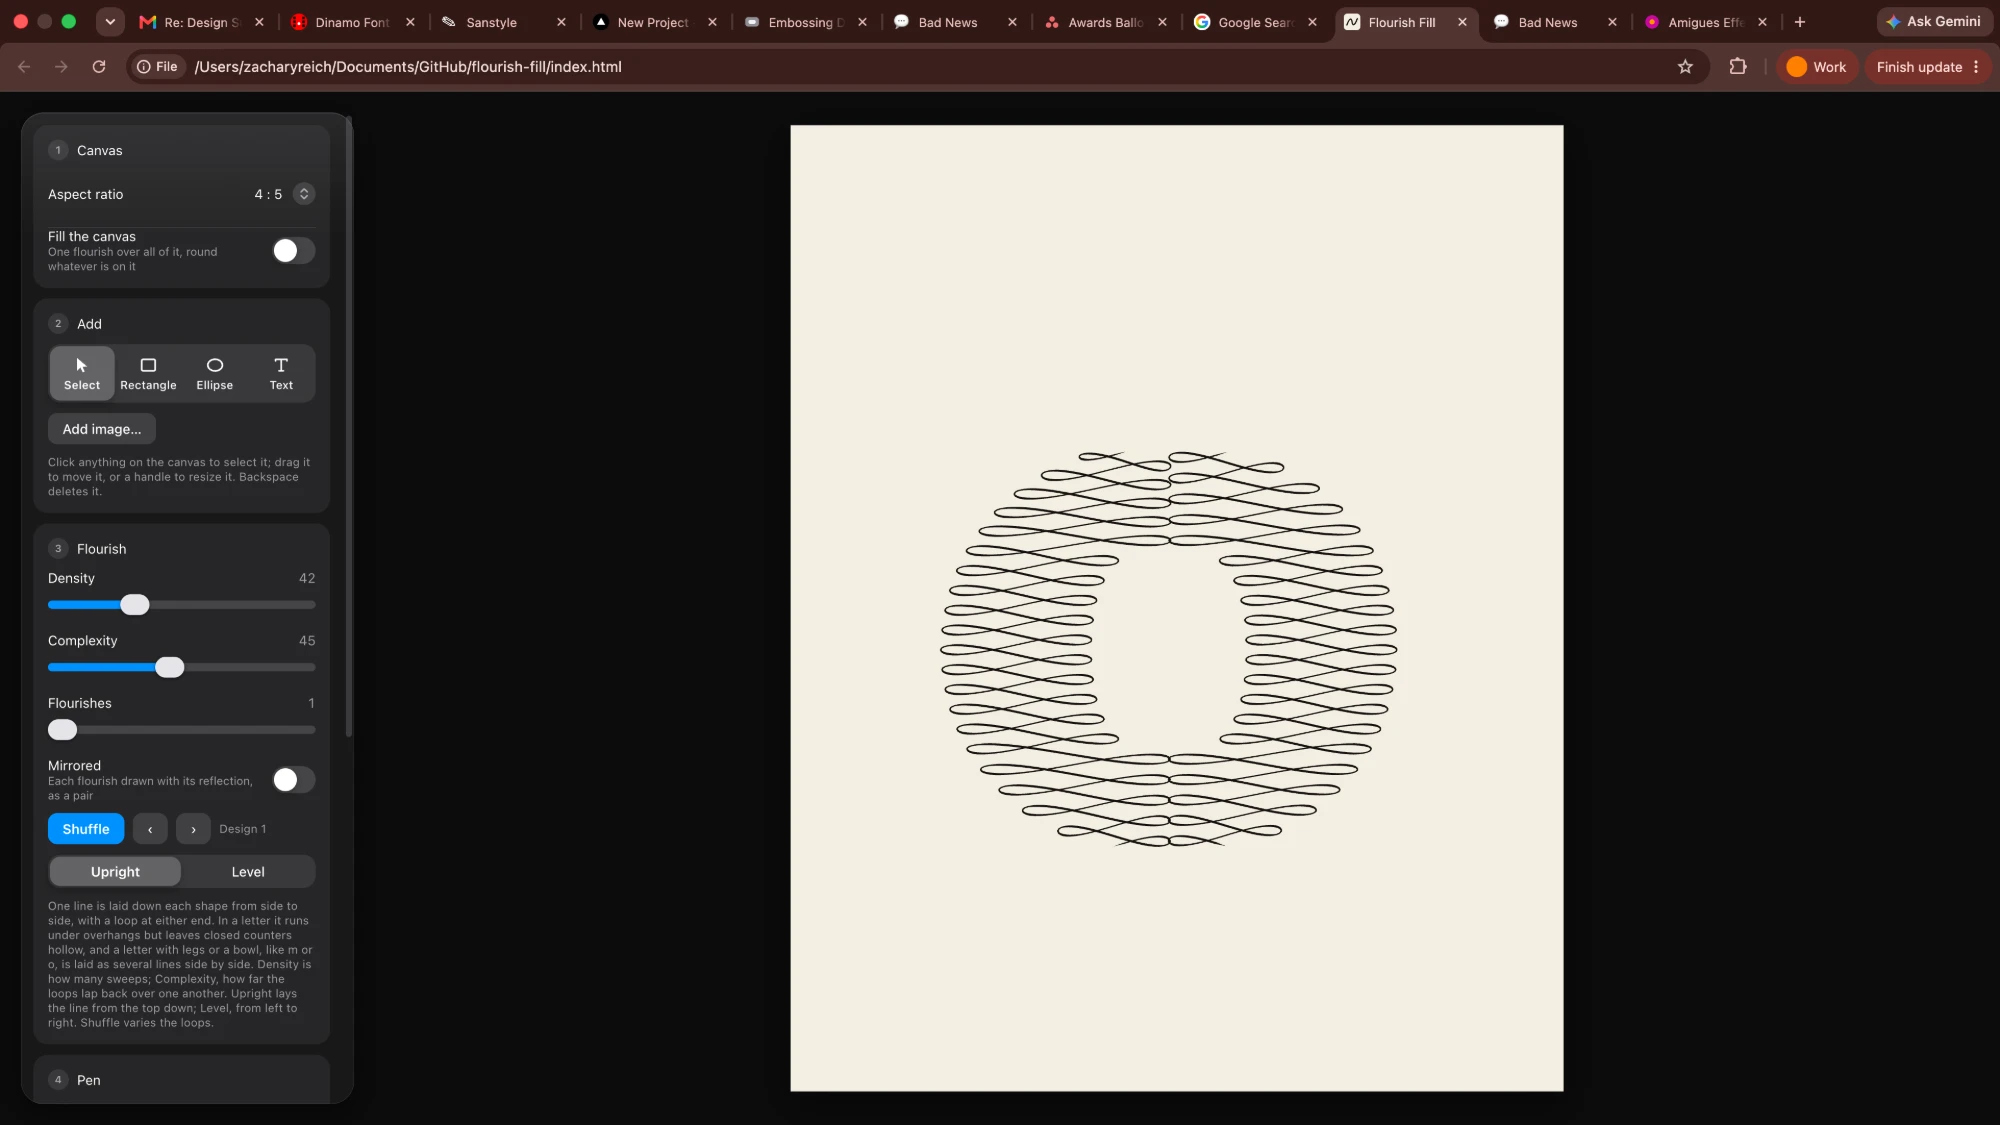 Re: Design S
Dinamo Font
Sanstyle
New Project
Embossing D
Bad News
Awards Ballo
Google Sear
Flourish Fill
Bad News
Amigues Effe
Ask Gemini
File
/Users/zacharyreich/Documents/GitHub/flourish-fill/index.html
Work
Finish update
1 Canvas
Aspect ratio 4 : 5
Fill the canvas
One flourish over all of it, round
whatever is on it
2 Add
Select Rectangle Ellipse Text
Add image...
Click anything on the canvas to select it; drag it
to move it, or a handle to resize it. Backspace
deletes it.
3 Flourish
Density 42
Complexity 45
Flourishes 1
Mirrored
Each flourish drawn with its reflection,
as a pair
Shuffle ‹ › Design 1
Upright Level
One line is laid down each shape from side to
side, with a loop at either end. In a letter it runs
under overhangs but leaves closed counters
hollow, and a letter with legs or a bowl, like m or
o, is laid as several lines side by side. Density is
how many sweeps; Complexity, how far the
loops lap back over one another. Upright lays
the line from the top down; Level, from left to
right. Shuffle varies the loops.
4 Pen